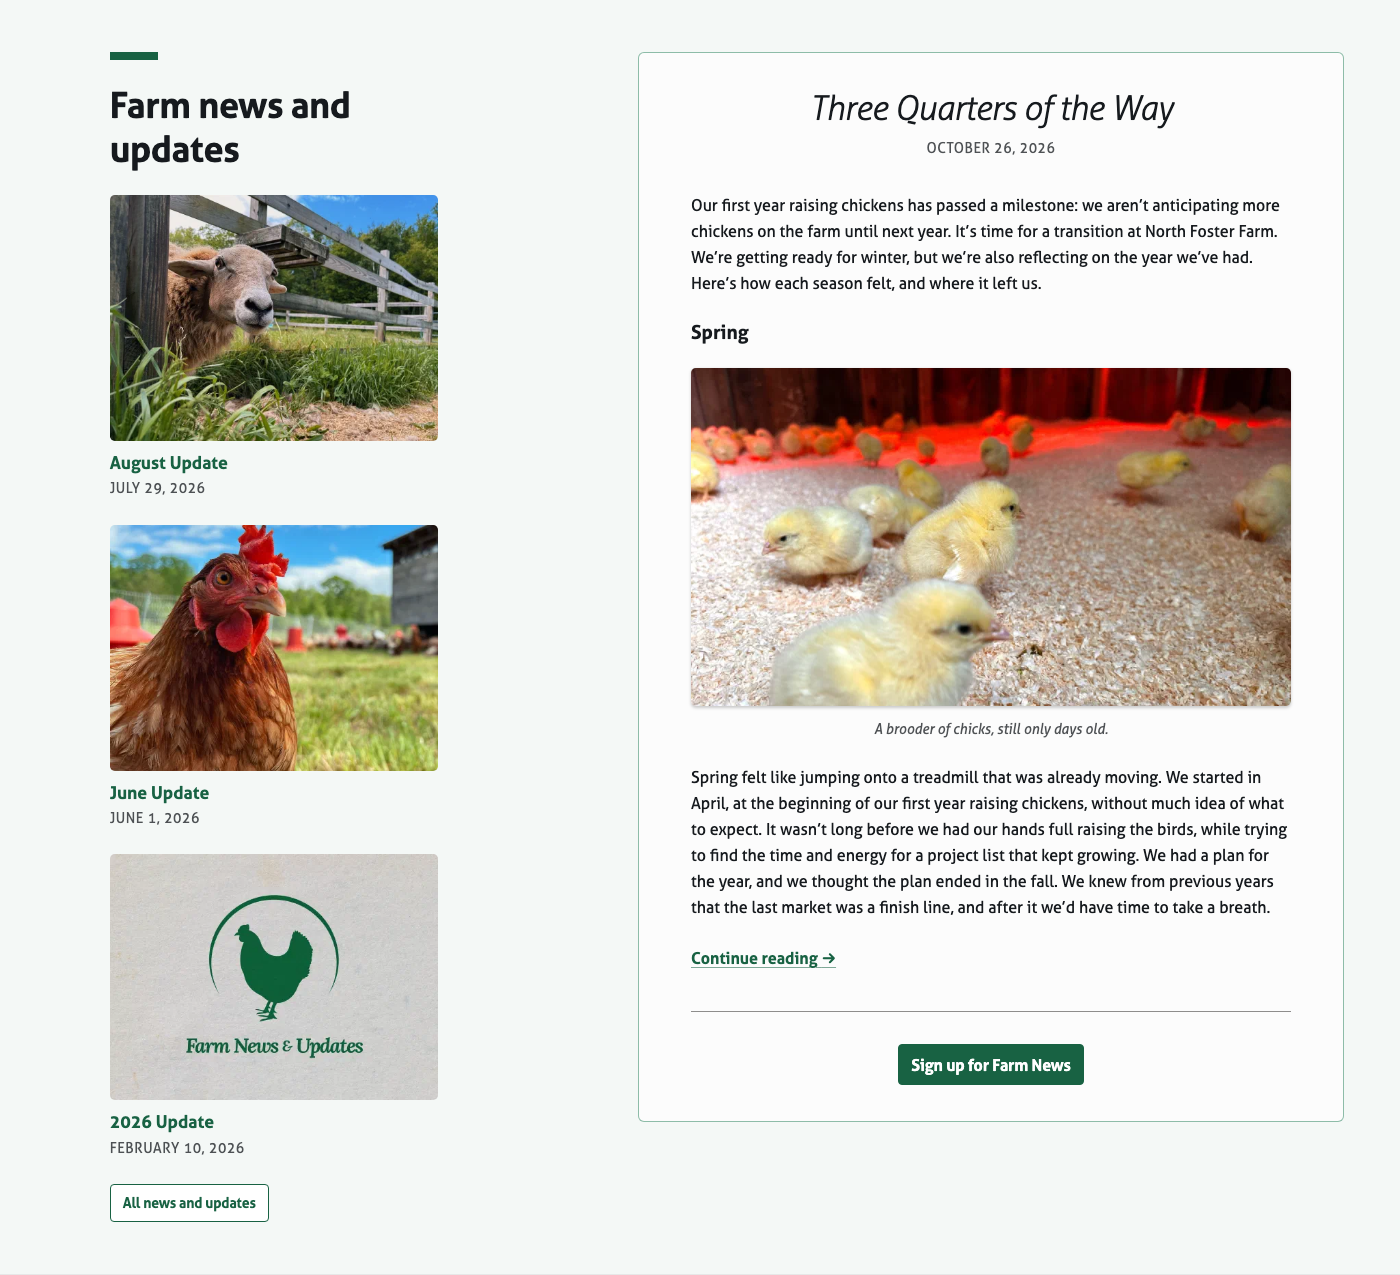 Farm news and
updates
August Update
JULY 29, 2026
June Update
JUNE 1, 2026
Farm News & Updates
2026 Update
FEBRUARY 10, 2026
All news and updates
Three Quarters of the Way
OCTOBER 26, 2026
Our first year raising chickens has passed a milestone: we aren’t anticipating more
chickens on the farm until next year. It’s time for a transition at North Foster Farm.
We’re getting ready for winter, but we’re also reflecting on the year we’ve had.
Here’s how each season felt, and where it left us.
Spring
A brooder of chicks, still only days old.
Spring felt like jumping onto a treadmill that was already moving. We started in
April, at the beginning of our first year raising chickens, without much idea of what
to expect. It wasn’t long before we had our hands full raising the birds, while trying
to find the time and energy for a project list that kept growing. We had a plan for
the year, and we thought the plan ended in the fall. We knew from previous years
that the last market was a finish line, and after it we’d have time to take a breath.
Continue reading →
Sign up for Farm News